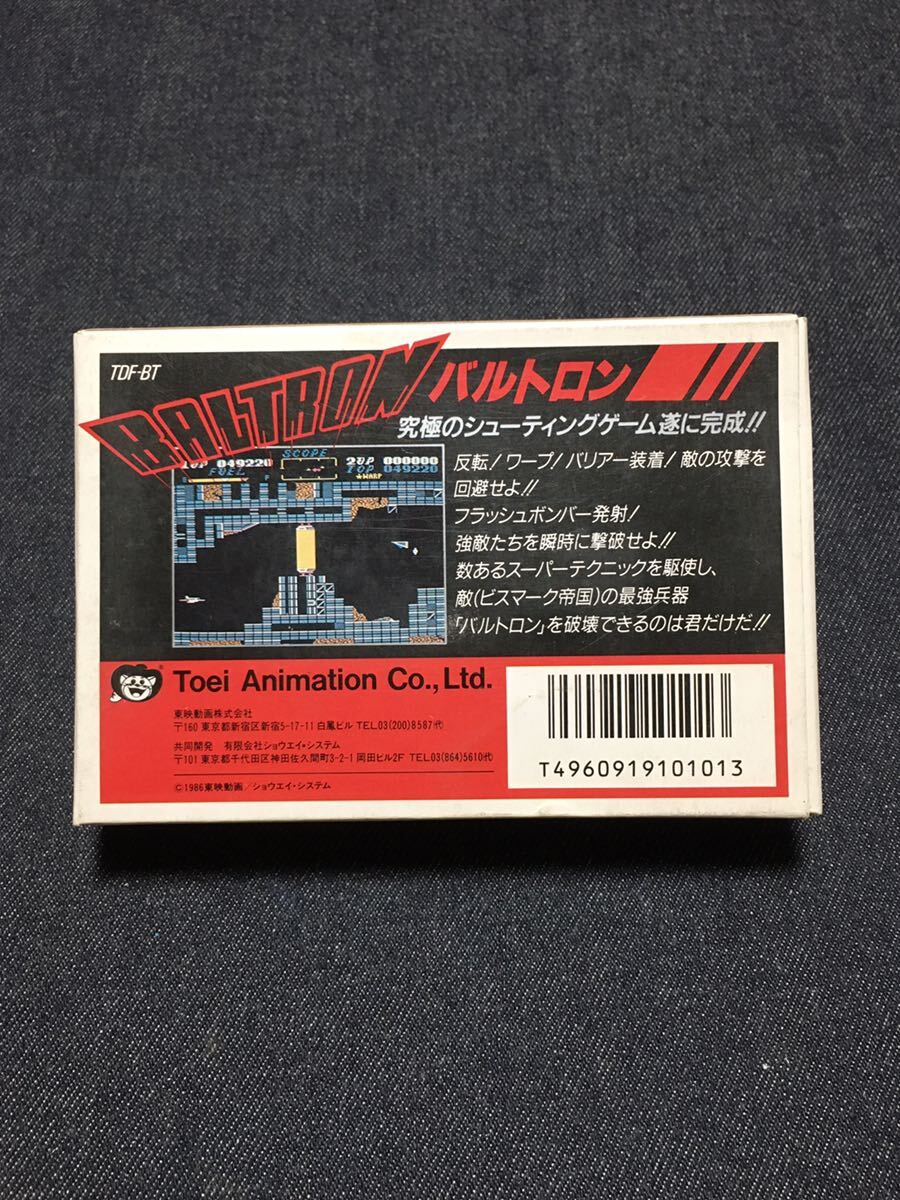 TDF-BT
BALTRON
バルトロン
究極のシューティングゲーム遂に完成!!
1UP 049220
SCOPE
2UP 000000
FUEL
TOP 049220
★WARP
反転!ワープ!バリアー装着!敵の攻撃を
回避せよ!!
フラッシュボンバー発射!
強敵たちを瞬時に撃破せよ!!
数あるスーパーテクニックを駆使し、
敵(ビスマーク帝国)の最強兵器
「バルトロン」を破壊できるのは君だけだ!!
Toei Animation Co., Ltd.
東映動画株式会社
〒160 東京都新宿区新宿5-17-11 白鳳ビル TEL03(200)8587代)
共同開発 有限会社ショウエイ・システム
〒101 東京都千代田区神田佐久間町3-2-1 岡田ビル2F TEL03(864)5610代)
©1986東映動画/ショウエイ・システム
T4960919101013